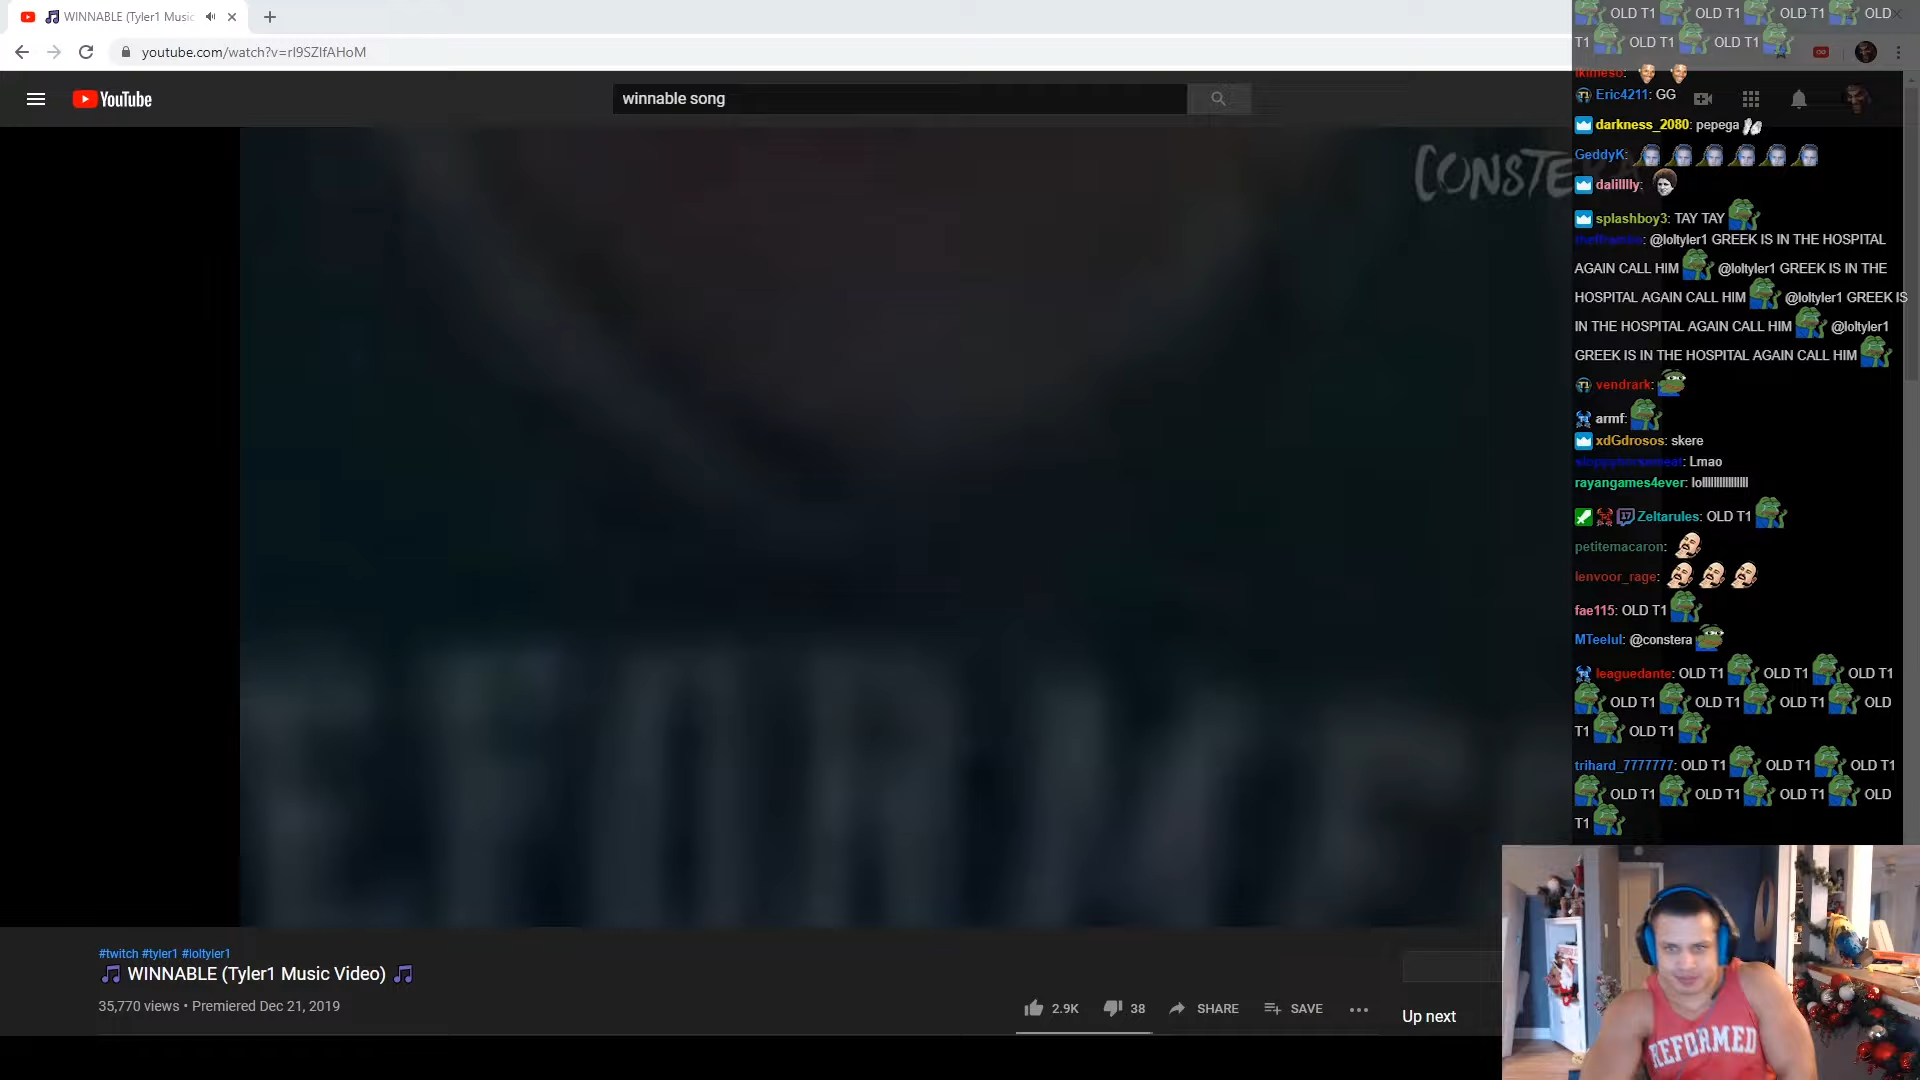 WINNABLE (Tyler1 Music
youtube.com/watch?v=rI9SZIfAHoM
YouTube
winnable song
CONSTE
#twitch #tyler1 #loltyler1
WINNABLE (Tyler1 Music Video)
35,770 views • Premiered Dec 21, 2019
2.9K
38
SHARE
SAVE
Up next
OLD T1 OLD T1 OLD T1 OLD
T1 OLD T1 OLD T1
Eric4211: GG
darkness_2080: pepega
GeddyK:
dalilllly:
splashboy3: TAY TAY
: @loltyler1 GREEK IS IN THE HOSPITAL
AGAIN CALL HIM @loltyler1 GREEK IS IN THE
HOSPITAL AGAIN CALL HIM @loltyler1 GREEK IS
IN THE HOSPITAL AGAIN CALL HIM @loltyler1
GREEK IS IN THE HOSPITAL AGAIN CALL HIM
vendrark:
armf:
xdGdrosos: skere
: Lmao
rayangames4ever:
Zeltarules: OLD T1
petitemacaron:
lenvoor_rage:
fae115: OLD T1
MTeelul: @constera
leaguedante: OLD T1 OLD T1 OLD T1
OLD T1 OLD T1 OLD T1 OLD
T1 OLD T1
trihard_7777777: OLD T1 OLD T1 OLD T1
OLD T1 OLD T1 OLD T1 OLD
T1
REFORMED